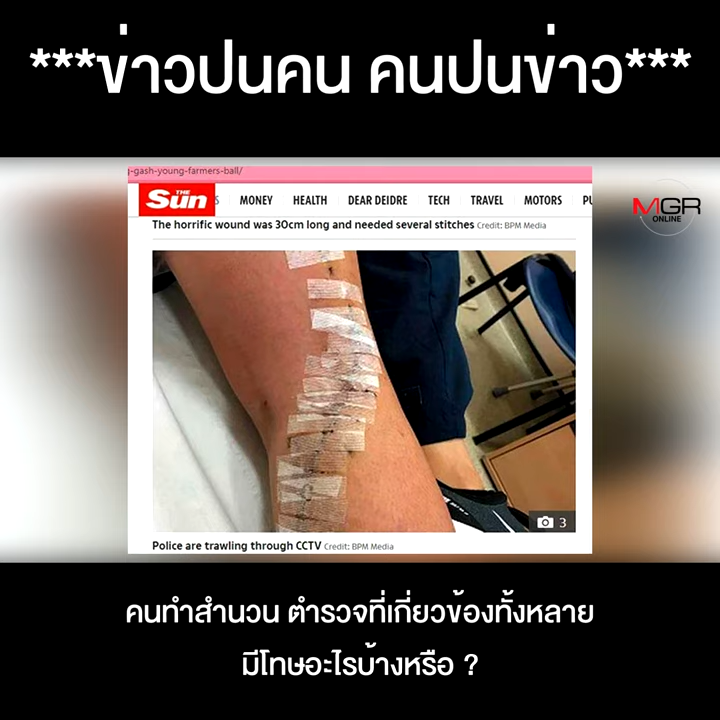 ***ข่าวปนคน คนปนข่าว***
g-gash-young-farmers-ball/
THE Sun
S MONEY HEALTH DEAR DEIDRE TECH TRAVEL MOTORS PU
MGR ONLINE
The horrific wound was 30cm long and needed several stitches Credit: BPM Media
3
Police are trawling through CCTV Credit: BPM Media
คนทำสำนวน ตำรวจที่เกี่ยวข้องทั้งหลาย
มีโทษอะไรบ้างหรือ ?